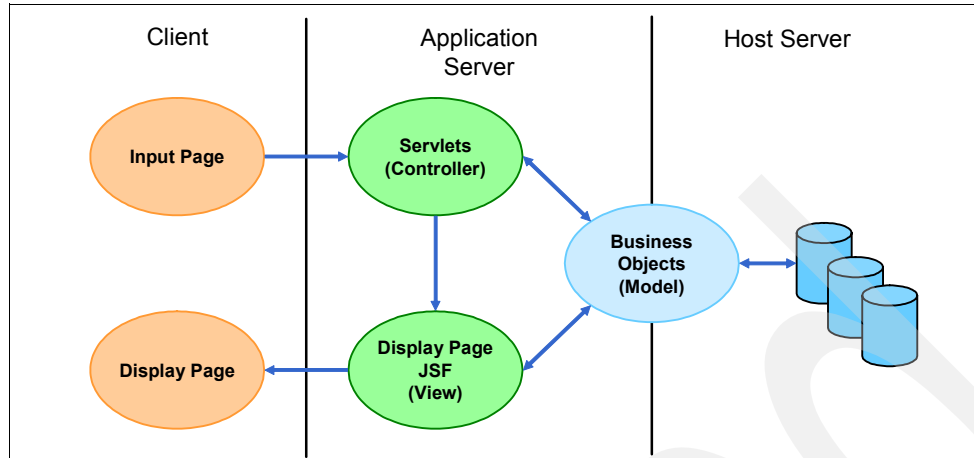 Client
Application
Server
Host Server
Input Page
Servlets
(Controller)
Business
Objects
(Model)
Display Page
Display Page
JSF
(View)